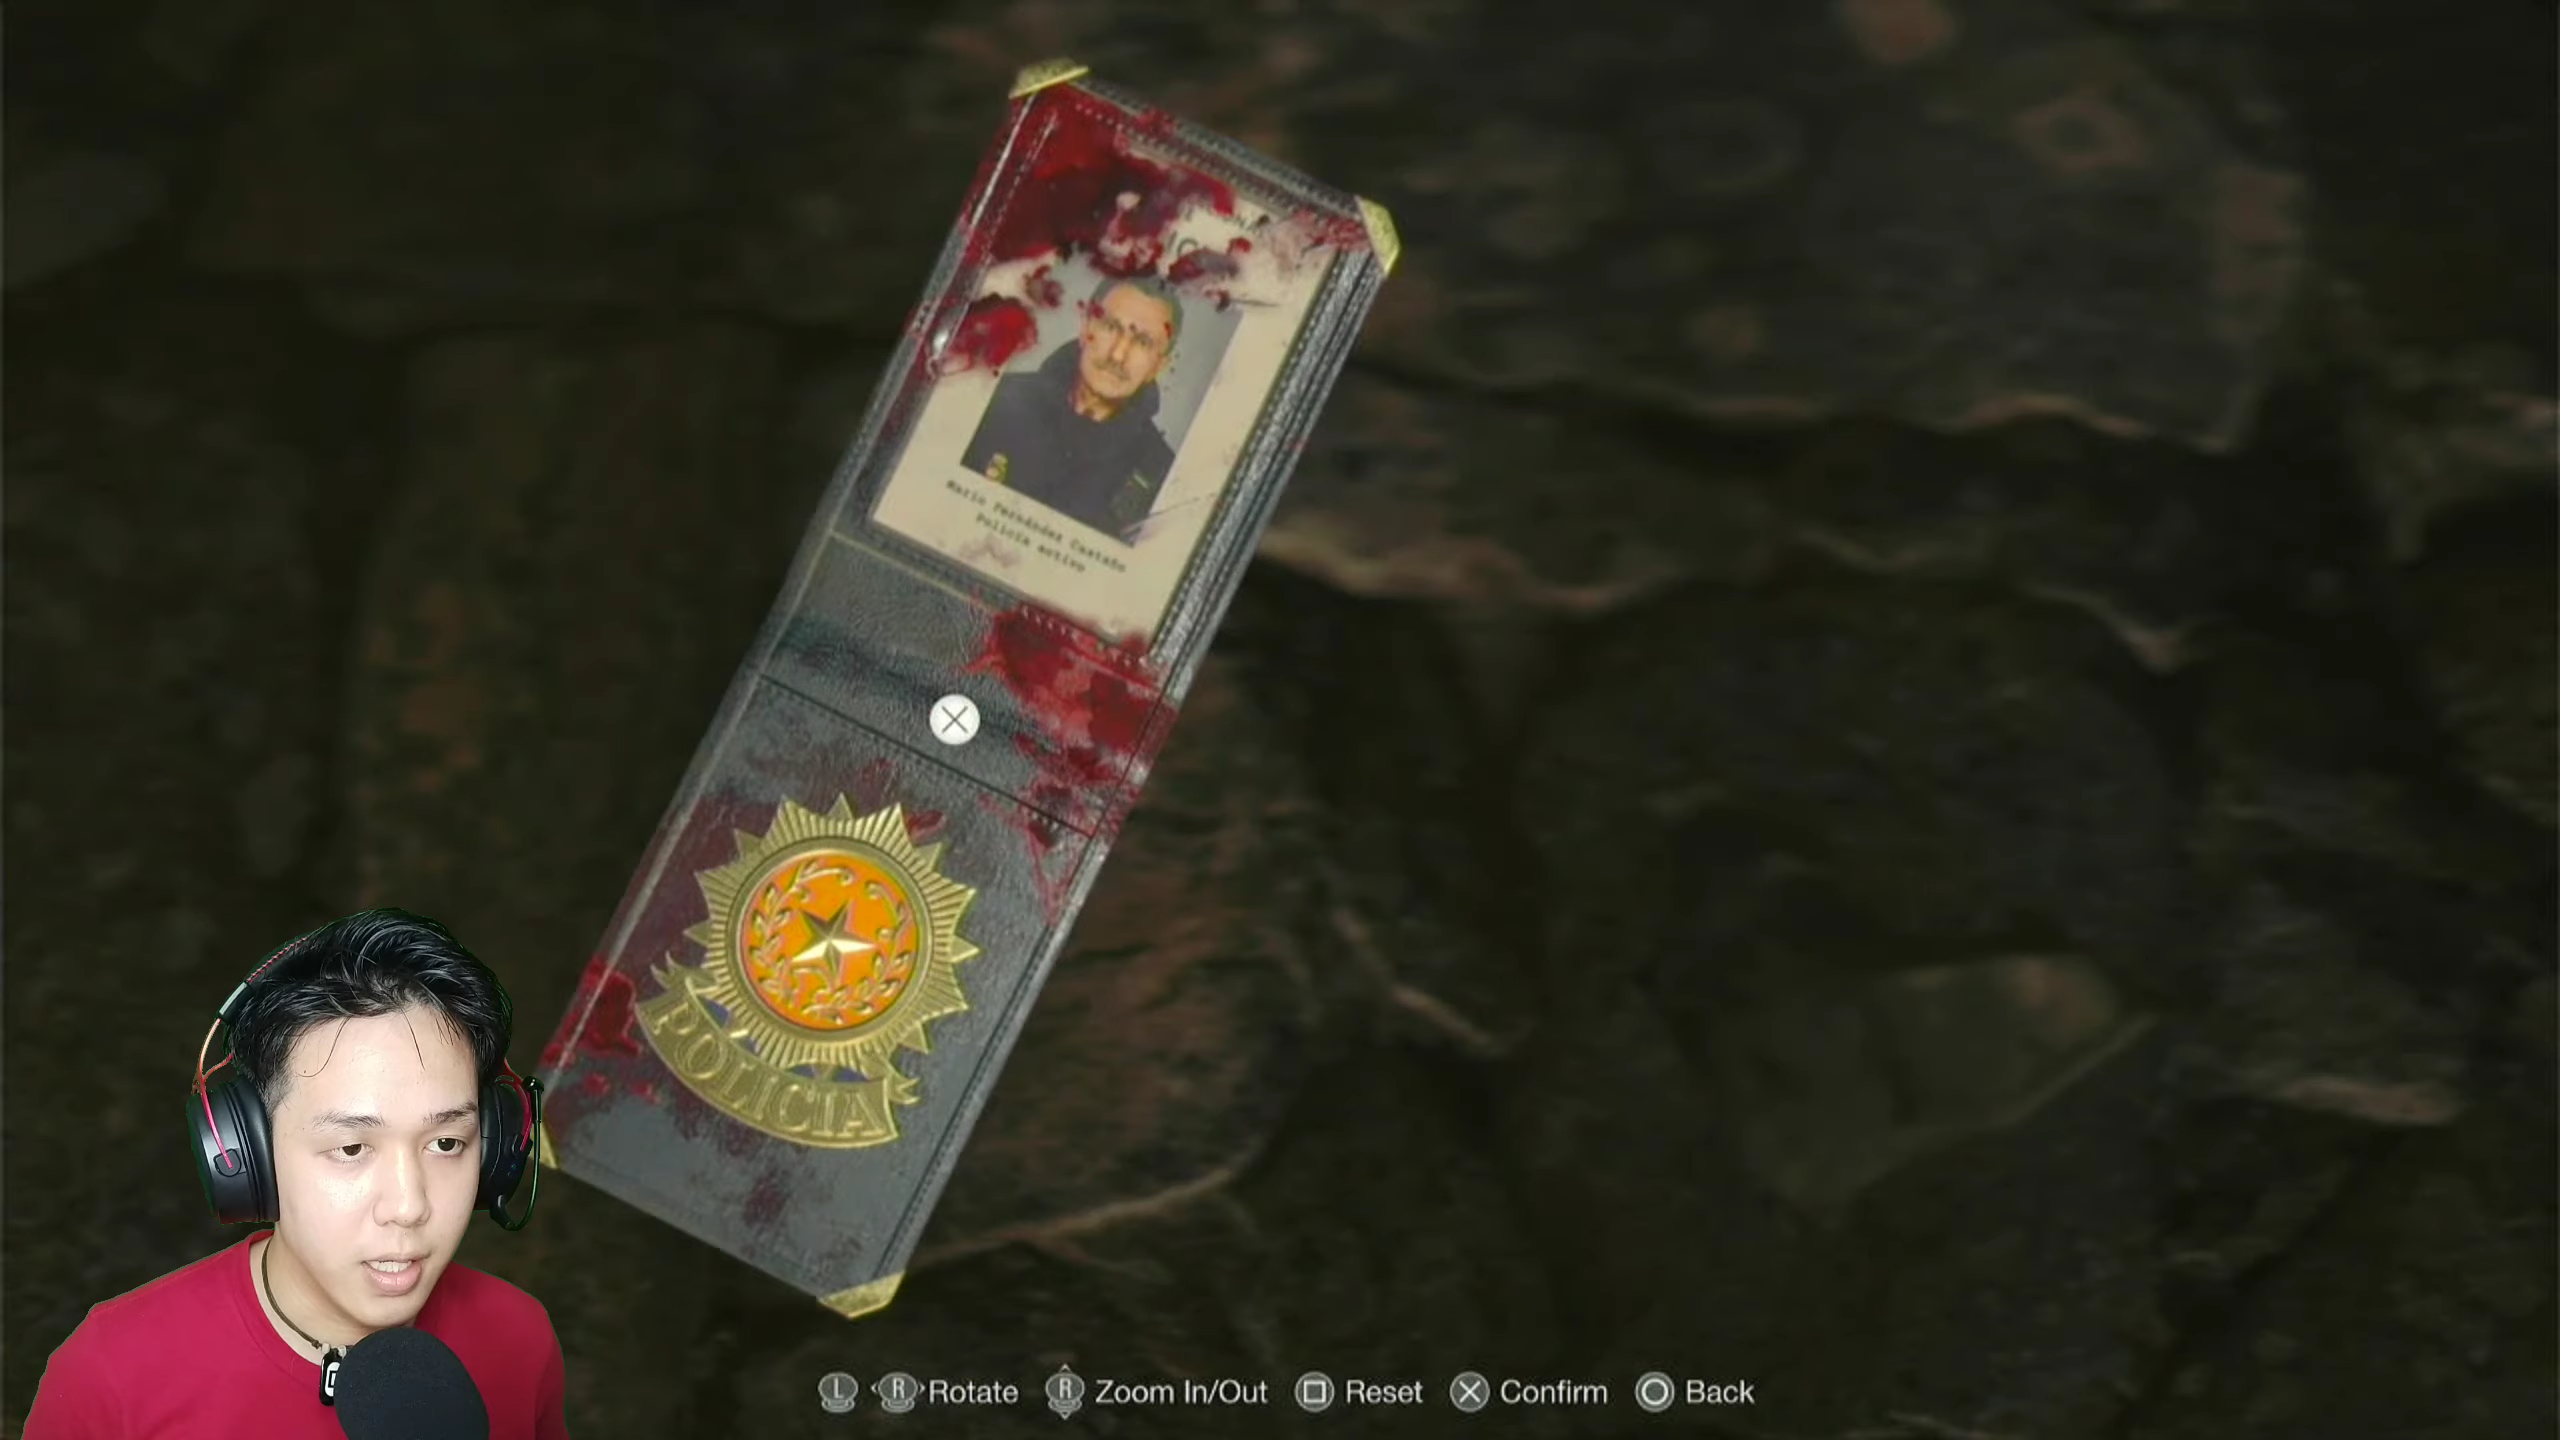 Mario Fernández Castaño
Policía activo
POLICIA
L R Rotate R Zoom In/Out Reset Confirm Back